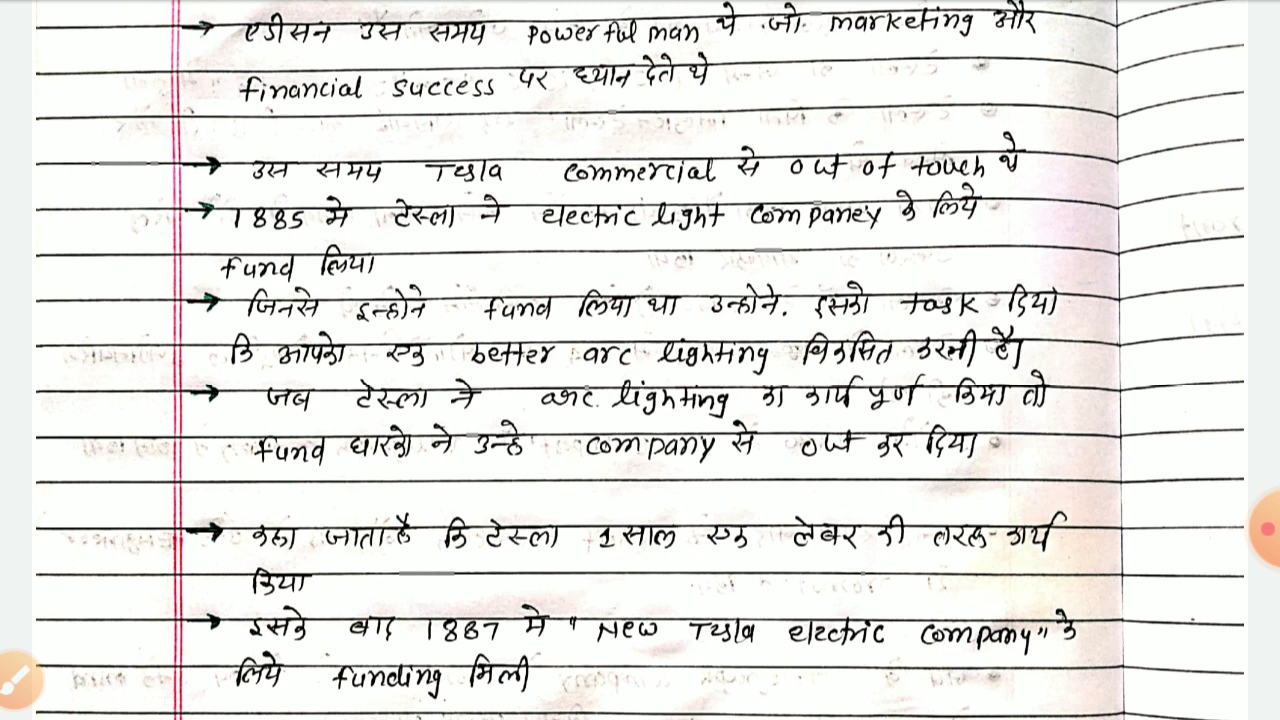 → एडीसन उस समय powerful man थे जो marketing और
financial success पर ध्यान देते थे
→ उस समय Tesla commercial से out of touch थे
→ 1885 मे टेस्ला ने electric light companey के लिये
fund लिया
→ जिनसे इन्होने fund लिया था उन्होने. इसको task दिया
कि आपको एक better arc lighting विकसित करनी है।
→ जब टेस्ला ने arc lighting का कार्य पूर्ण किया तो
fund धारको ने उन्हे company से out कर दिया
→ कहा जाता है कि टेस्ला 1 साल एक लेबर की तरह कार्य
किया
→ इसके बाद 1887 मे "New Tesla electric company" के
लिये funding मिली